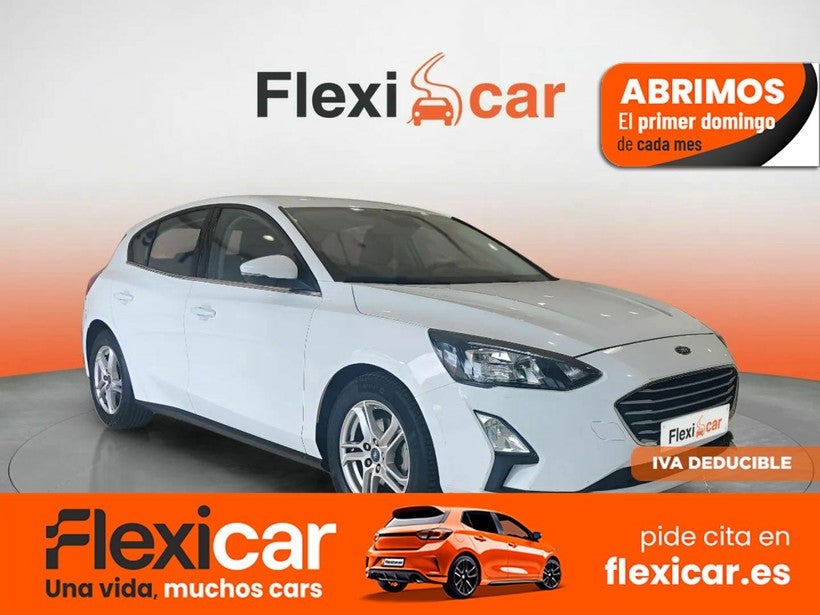 Flexicar
ABRIMOS
El primer domingo
de cada mes
Ford
Flexicar
IVA DEDUCIBLE
Flexicar
Una vida, muchos cars
pide cita en
flexicar.es